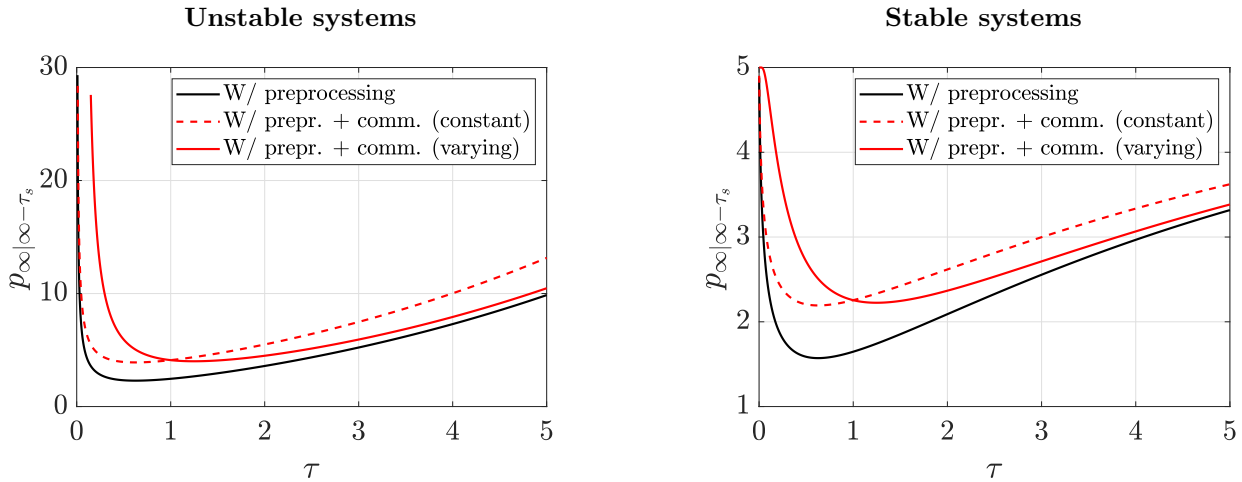 Unstable systems
30
20
10
0
0 1 2 3 4 5
τ
p∞|∞−τs
W/ preprocessing
W/ prepr. + comm. (constant)
W/ prepr. + comm. (varying)
Stable systems
5
4
3
2
1
0 1 2 3 4 5
τ
p∞|∞−τs
W/ preprocessing
W/ prepr. + comm. (constant)
W/ prepr. + comm. (varying)